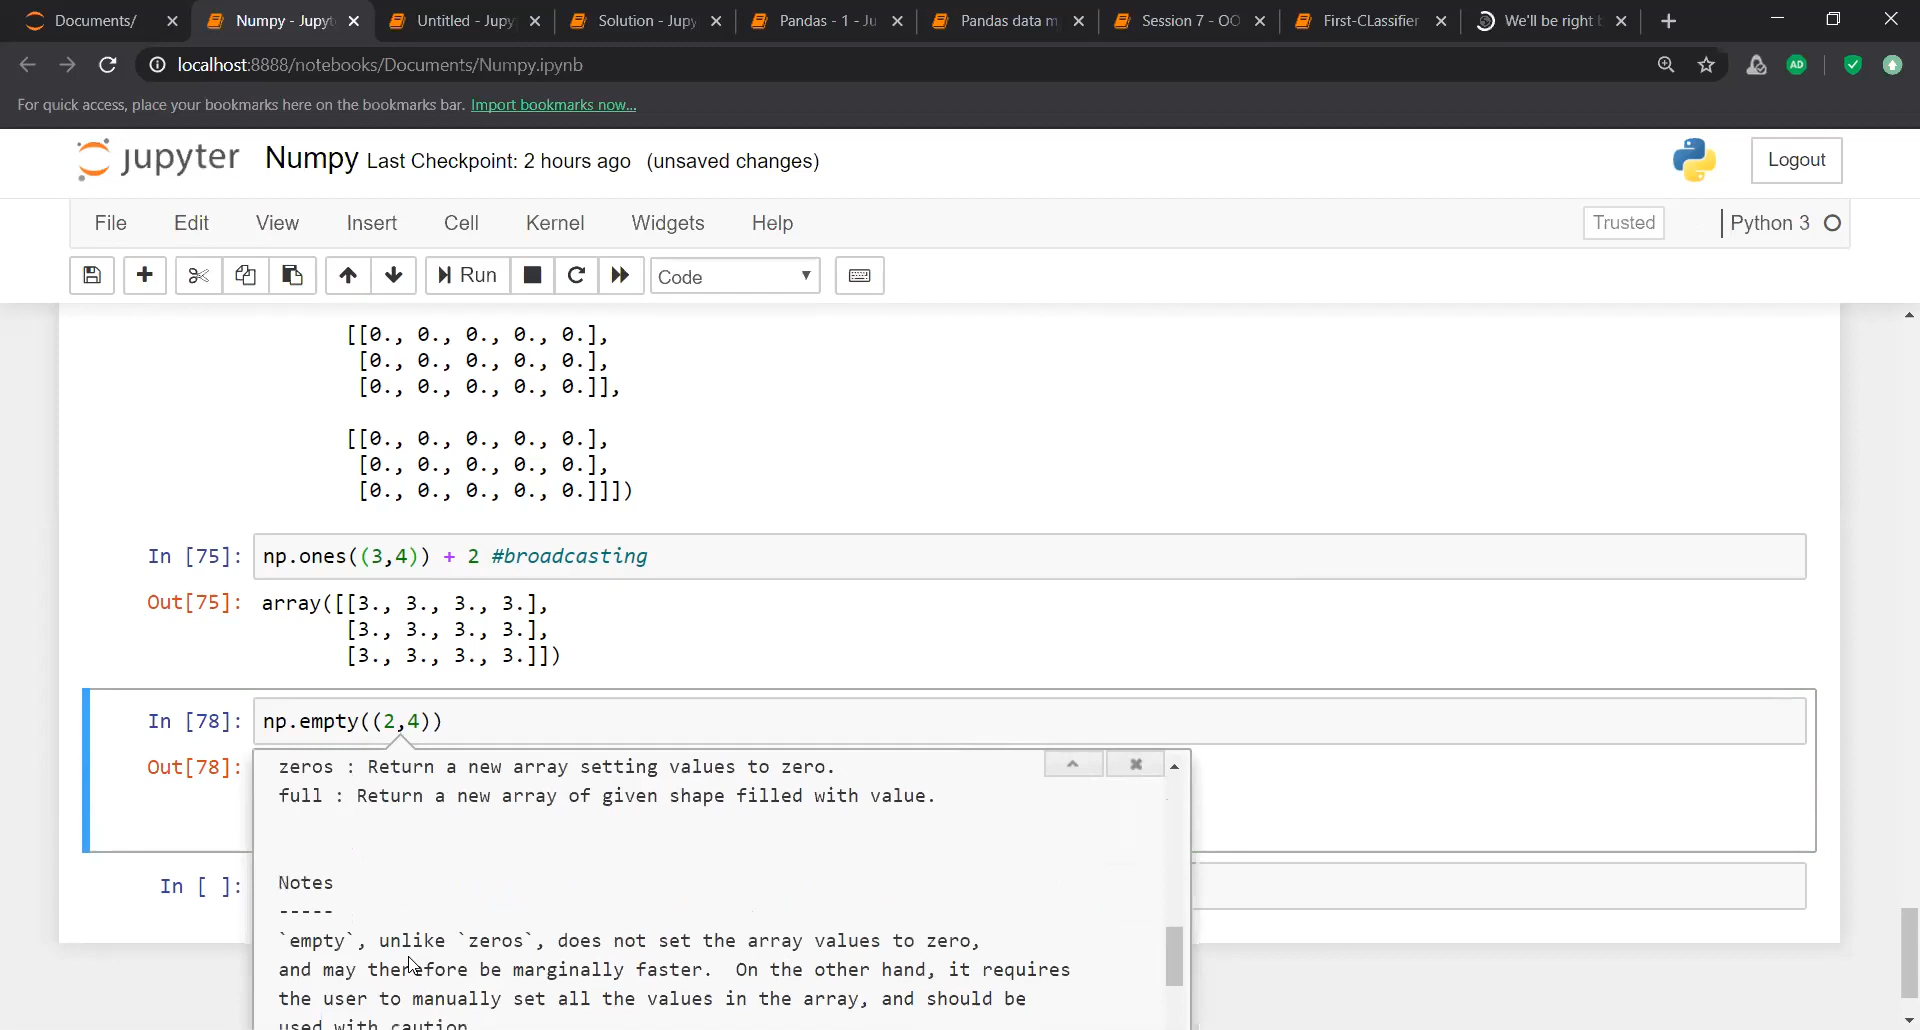 Documents/
Numpy - Jupyt
Untitled - Jupy
Solution - Jupy
Pandas - 1 - Ju
Pandas data m
Session 7 - OO
First-CLassifier
We'll be right b
localhost:8888/notebooks/Documents/Numpy.ipynb
AD
For quick access, place your bookmarks here on the bookmarks bar. Import bookmarks now...
jupyter Numpy Last Checkpoint: 2 hours ago (unsaved changes)
Logout
File Edit View Insert Cell Kernel Widgets Help
Trusted
Python 3
Run
Code
[[0., 0., 0., 0., 0.],
[0., 0., 0., 0., 0.],
[0., 0., 0., 0., 0.]],
[[0., 0., 0., 0., 0.],
[0., 0., 0., 0., 0.],
[0., 0., 0., 0., 0.]]])
In [75]: np.ones((3,4)) + 2 #broadcasting
Out[75]: array([[3., 3., 3., 3.],
[3., 3., 3., 3.],
[3., 3., 3., 3.]])
In [78]: np.empty((2,4))
Out[78]:
zeros : Return a new array setting values to zero.
full : Return a new array of given shape filled with value.
Notes
-----
In [ ]:
`empty`, unlike `zeros`, does not set the array values to zero,
and may therefore be marginally faster. On the other hand, it requires
the user to manually set all the values in the array, and should be
used with caution.